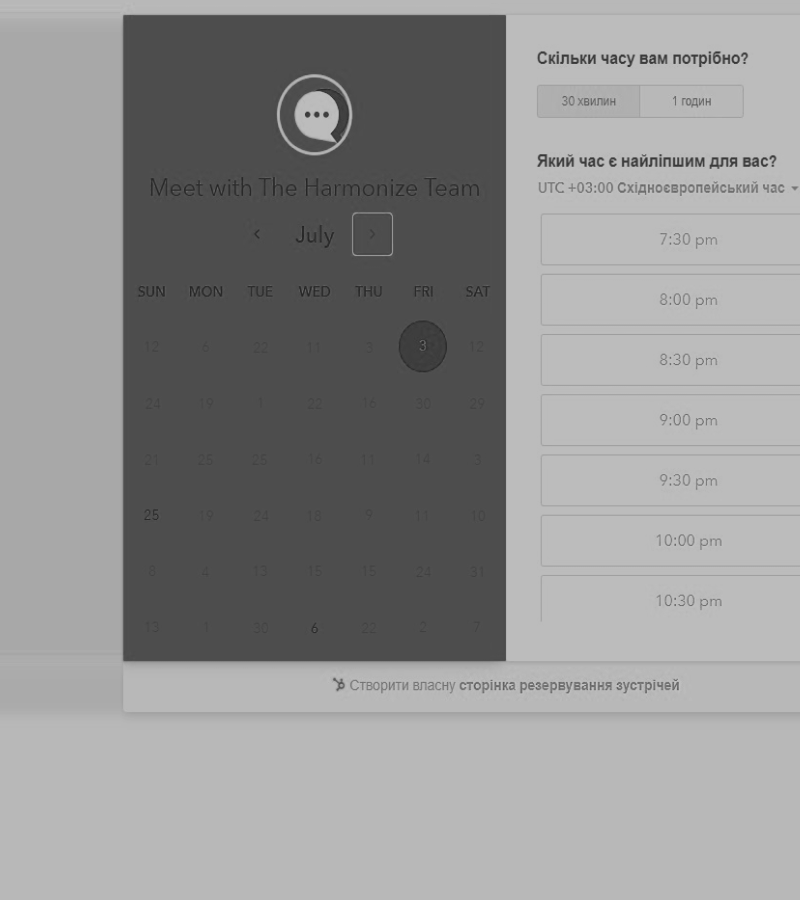 Meet with The Harmonize Team
July
SUN MON TUE WED THU FRI SAT
12 6 22 11 3 3 12
24 19 1 22 16 30 29
21 25 25 16 11 14 3
25 19 24 18 9 11 10
8 4 13 15 15 24 31
13 1 30 6 22 2 7
Скільки часу вам потрібно?
30 хвилин 1 годин
Який час є найліпшим для вас?
UTC +03:00 Східноєвропейський час
7:30 pm
8:00 pm
8:30 pm
9:00 pm
9:30 pm
10:00 pm
10:30 pm
Створити власну сторінка резервування зустрічей